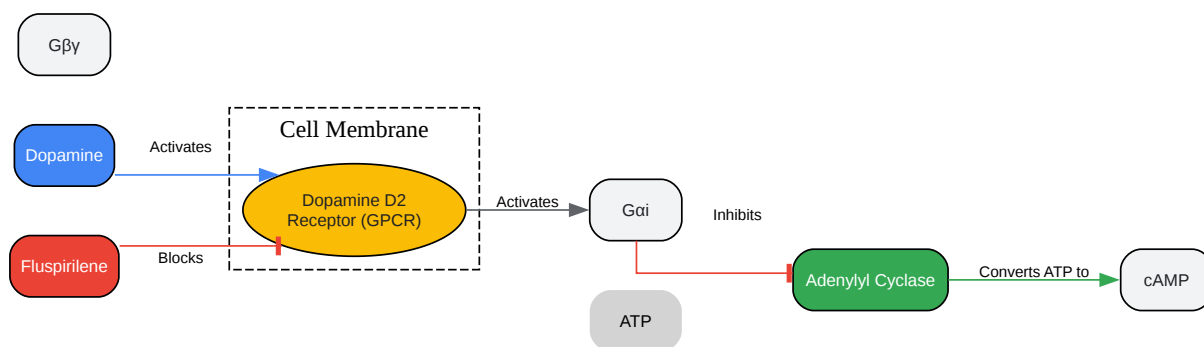 Gβγ
Cell Membrane
Dopamine
Activates
Dopamine D2
Receptor (GPCR)
Activates
Gαi
Inhibits
Fluspirilene
Blocks
Adenylyl Cyclase
Converts ATP to
cAMP
ATP